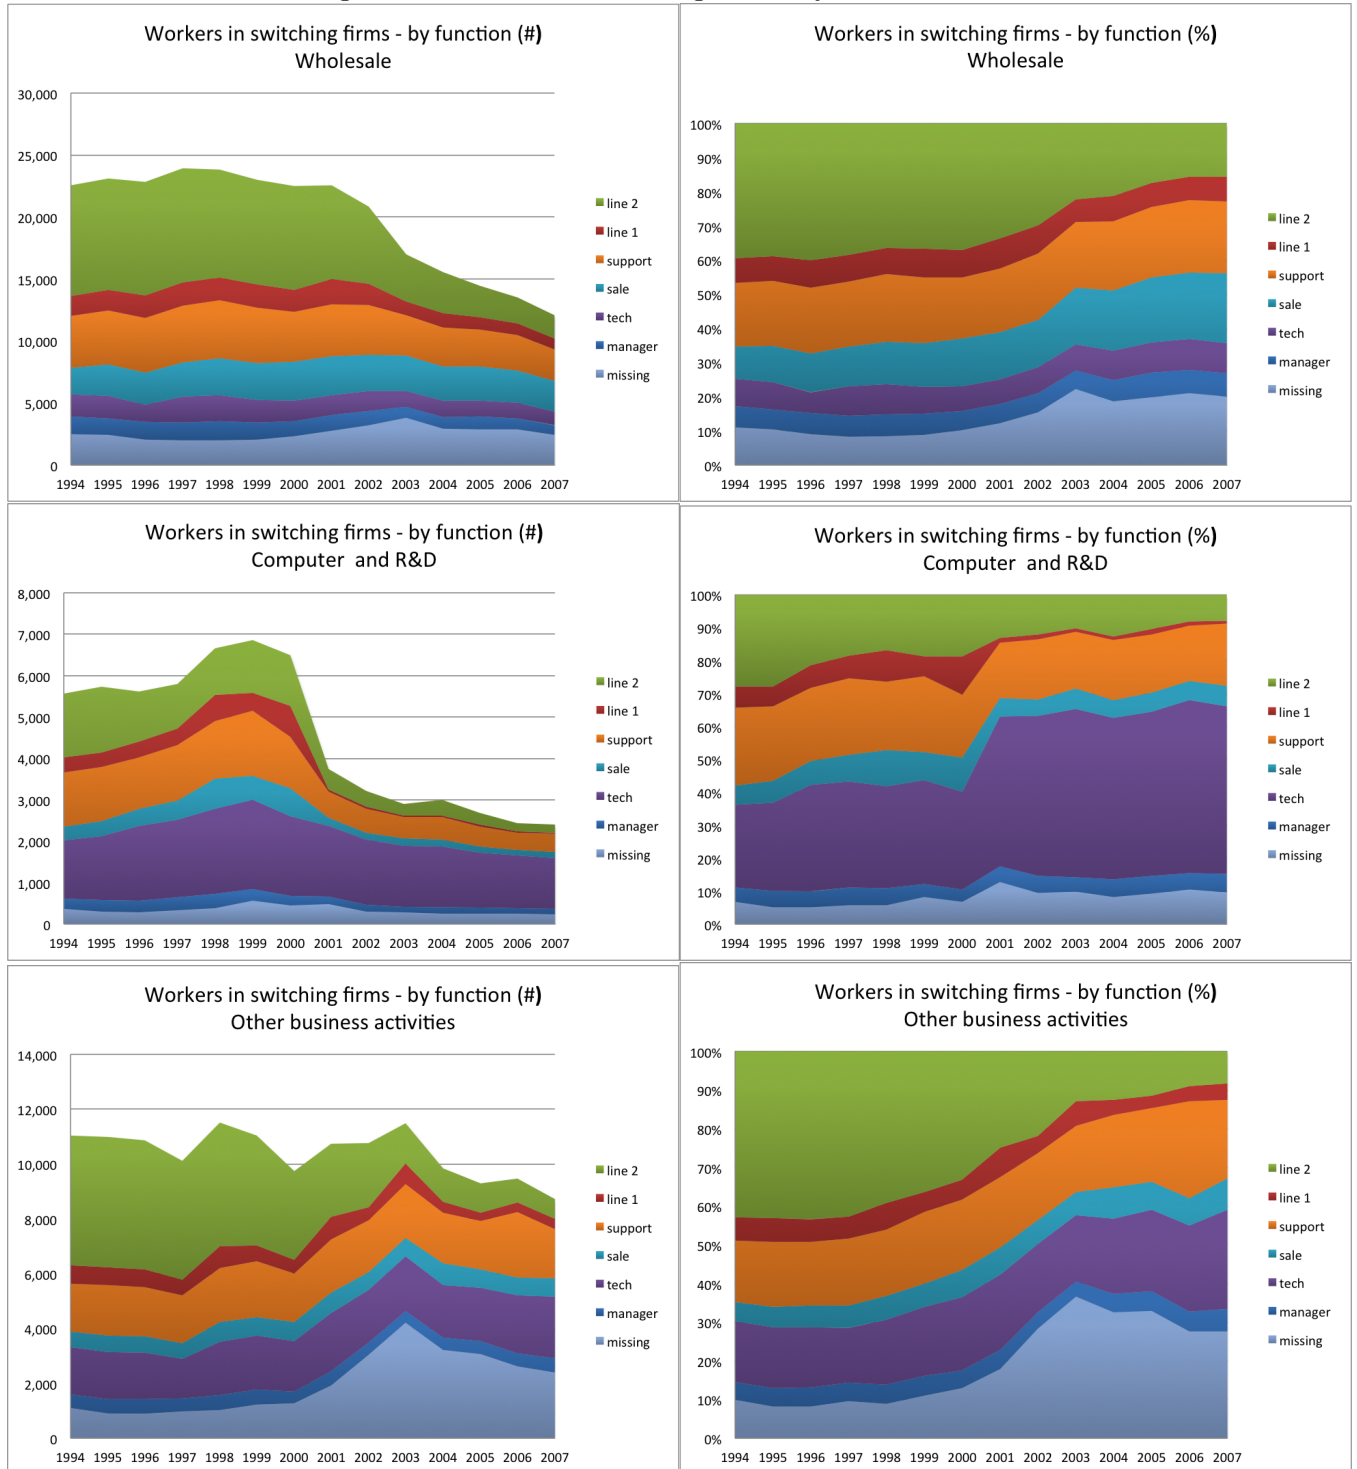 Workers in switching firms - by function (#)
Wholesale
30,000
25,000
20,000
15,000
10,000
5,000
0
1994 1995 1996 1997 1998 1999 2000 2001 2002 2003 2004 2005 2006 2007
line 2
line 1
support
sale
tech
manager
missing
Workers in switching firms - by function (%)
Wholesale
100%
90%
80%
70%
60%
50%
40%
30%
20%
10%
0%
1994 1995 1996 1997 1998 1999 2000 2001 2002 2003 2004 2005 2006 2007
line 2
line 1
support
sale
tech
manager
missing
Workers in switching firms - by function (#)
Computer and R&D
8,000
7,000
6,000
5,000
4,000
3,000
2,000
1,000
0
1994 1995 1996 1997 1998 1999 2000 2001 2002 2003 2004 2005 2006 2007
line 2
line 1
support
sale
tech
manager
missing
Workers in switching firms - by function (%)
Computer and R&D
100%
90%
80%
70%
60%
50%
40%
30%
20%
10%
0%
1994 1995 1996 1997 1998 1999 2000 2001 2002 2003 2004 2005 2006 2007
line 2
line 1
support
sale
tech
manager
missing
Workers in switching firms - by function (#)
Other business activities
14,000
12,000
10,000
8,000
6,000
4,000
2,000
0
1994 1995 1996 1997 1998 1999 2000 2001 2002 2003 2004 2005 2006 2007
line 2
line 1
support
sale
tech
manager
missing
Workers in switching firms - by function (%)
Other business activities
100%
90%
80%
70%
60%
50%
40%
30%
20%
10%
0%
1994 1995 1996 1997 1998 1999 2000 2001 2002 2003 2004 2005 2006 2007
line 2
line 1
support
sale
tech
manager
missing